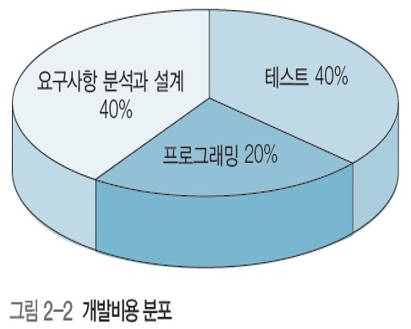 요구사항 분석과 설계
40%
테스트 40%
프로그래밍 20%
그림 2-2 개발비용 분포